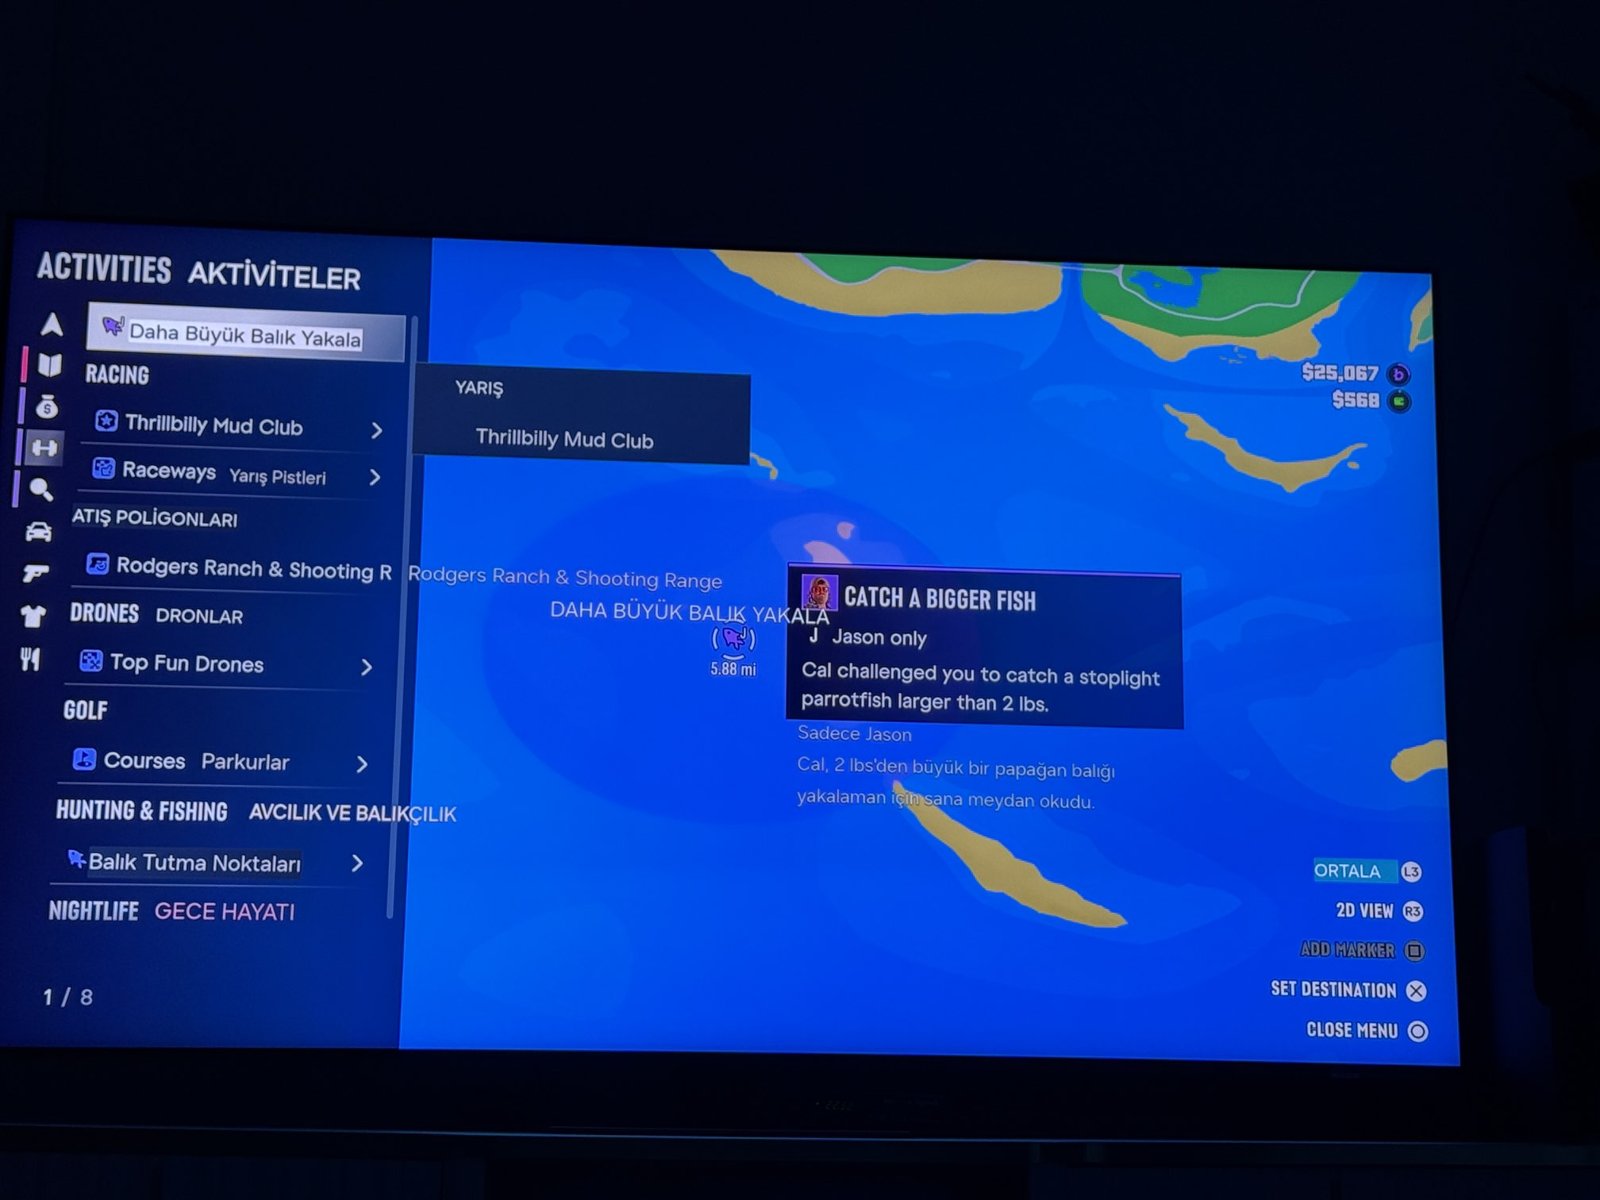 ACTIVITIES AKTİVİTELER
Daha Büyük Balık Yakala
RACING
YARIŞ
Thrillbilly Mud Club
Thrillbilly Mud Club
Raceways Yarış Pistleri
ATIŞ POLİGONLARI
Rodgers Ranch & Shooting R
Rodgers Ranch & Shooting Range
DRONES DRONLAR
Top Fun Drones
GOLF
Courses Parkurlar
HUNTING & FISHING AVCILIK VE BALIKÇILIK
Balık Tutma Noktaları
NIGHTLIFE GECE HAYATI
1 / 8
DAHA BÜYÜK BALIK YAKALA
5.88 mi
CATCH A BIGGER FISH
J Jason only
Cal challenged you to catch a stoplight
parrotfish larger than 2 lbs.
Sadece Jason
Cal, 2 lbs'den büyük bir papağan balığı
yakalaman için sana meydan okudu.
$25,067
$568
ORTALA L3
2D VIEW R3
ADD MARKER
SET DESTINATION
CLOSE MENU